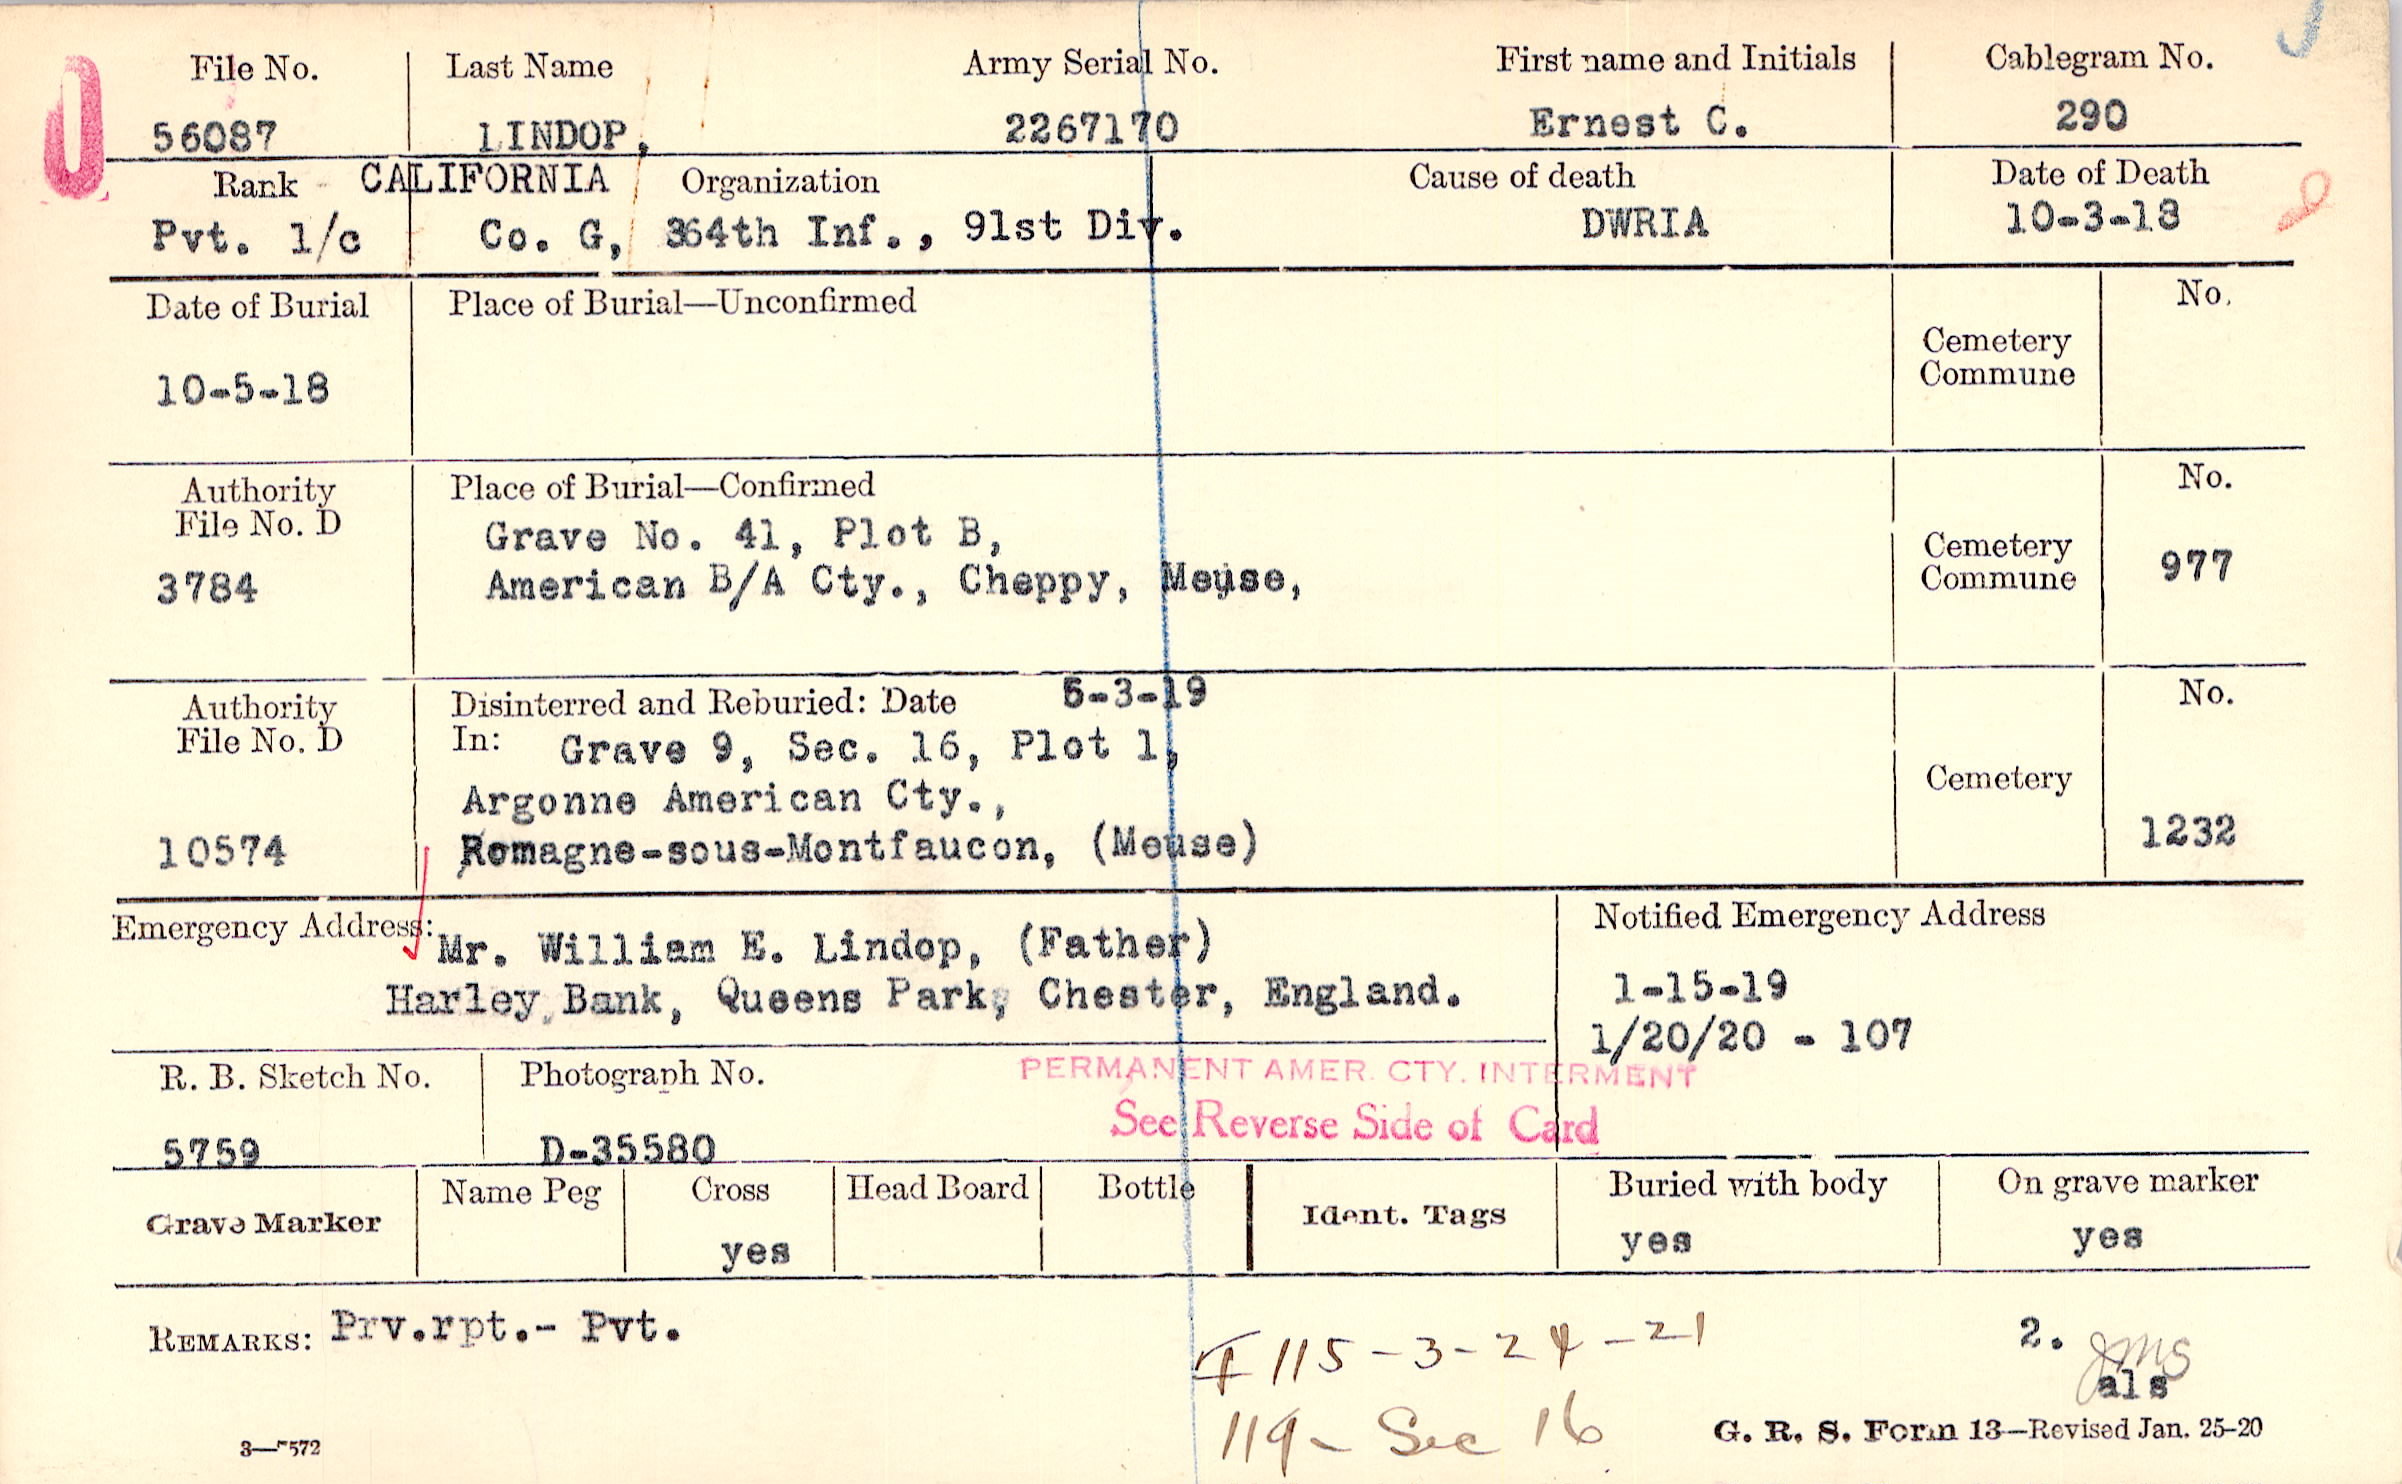 File No. Last Name Army Serial No. First name and Initials Cablegram No.
56087 LINDOP, 2267170 Ernest C. 290
Rank CALIFORNIA Organization Cause of death Date of Death
Pvt. 1/c Co. G, 364th Inf., 91st Div. DWRIA 10-3-18
Date of Burial Place of Burial—Unconfirmed No.
Cemetery
Commune
10-5-18
Authority Place of Burial—Confirmed No.
File No. D Grave No. 41, Plot B, Cemetery
3784 American B/A Cty., Cheppy, Meuse, Commune 977
Authority Disinterred and Reburied: Date 5-3-19 No.
File No. D In: Grave 9, Sec. 16, Plot 1,
Argonne American Cty., Cemetery
10574 Romagne-sous-Montfaucon, (Meuse) 1232
Emergency Address: Mr. William E. Lindop, (Father) Notified Emergency Address
Harley Bank, Queens Park, Chester, England. 1-15-19
1/20/20 - 107
R. B. Sketch No. Photograph No. PERMANENT AMER. CTY. INTERMENT
See Reverse Side of Card
5759 D-35580
Grave Marker Name Peg Cross Head Board Bottle Ident. Tags Buried with body On grave marker
yes yes yes
REMARKS: Prv.rpt.- Pvt.
115-3-24-21 2.
JMS
als
119- Sec 16
3—7572 G. R. S. Form 13—Revised Jan. 25-20